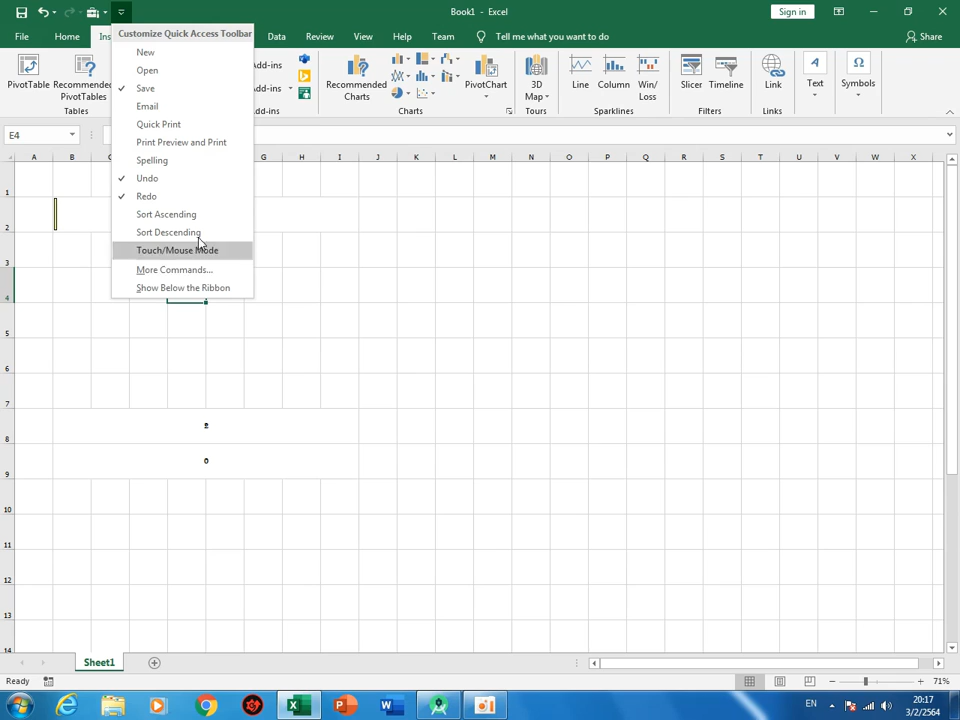 Book1 - Excel
Sign in
File
Home
Ins
Data
Review
View
Help
Team
Tell me what you want to do
Share
Customize Quick Access Toolbar
New
Open
Save
Email
Quick Print
Print Preview and Print
Spelling
Undo
Redo
Sort Ascending
Sort Descending
Touch/Mouse Mode
More Commands...
Show Below the Ribbon
PivotTable
Recommended
PivotTables
Tables
Add-ins
Add-ins
Recommended
Charts
PivotChart
Charts
3D
Map
Tours
Line
Column
Win/
Loss
Sparklines
Slicer
Timeline
Filters
Link
Links
Text
Symbols
E4
A B C G H I J K L M N O P Q R S T U V W X
1
2
3
4
5
6
7
8
9
10
11
12
13
14
0
Sheet1
Ready
71%
EN
20:17
3/2/2564